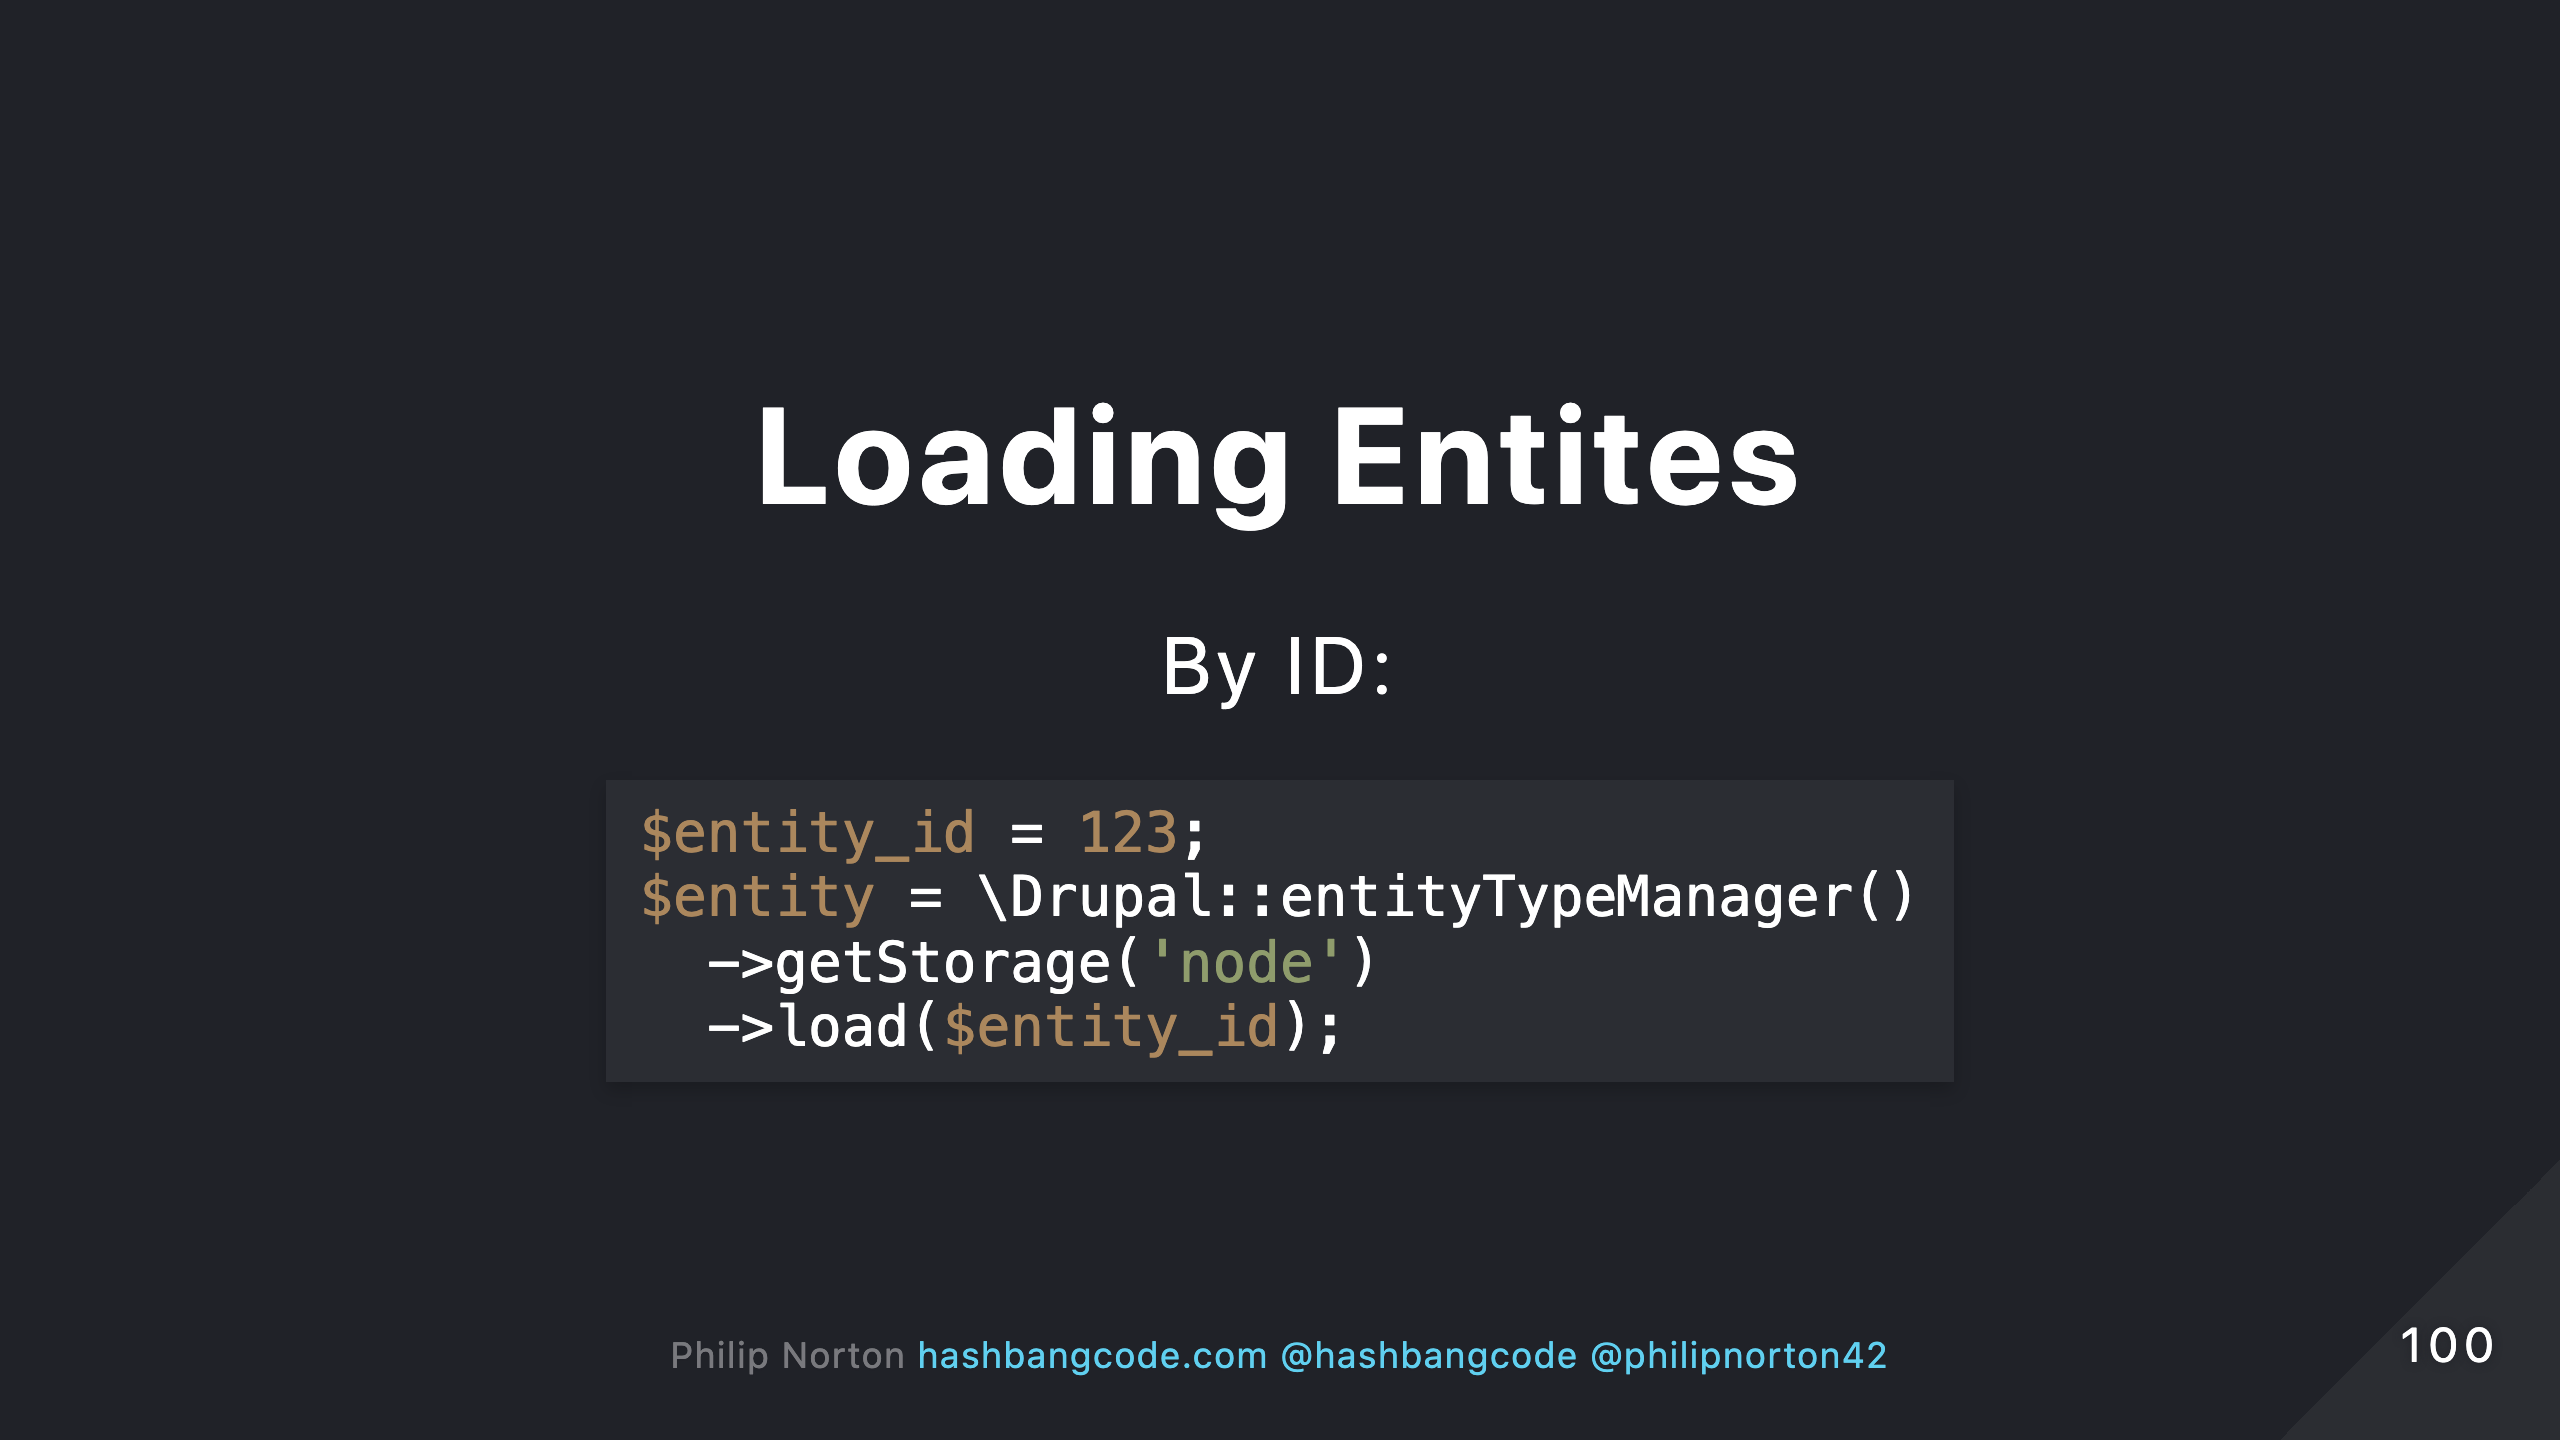 Loading Entites
By ID:
$entity_id = 123;
$entity = \Drupal::entityTypeManager()
  ->getStorage('node')
  ->load($entity_id);
Philip Norton hashbangcode.com @hashbangcode @philipnorton42
100